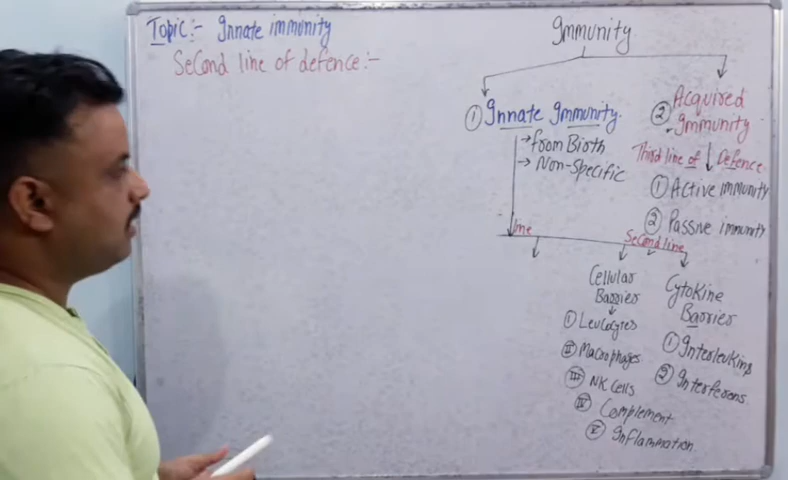 Topic:- Innate immunity
Second line of defence:-
Immunity
① Innate Immunity
→ from Birth
→ Non-Specific
line
② Acquired
Immunity
Third line of Defence
① Active immunity
② Passive immunity
Second line
Cellular
Barrier
① Leucocytes
② Macrophages
③ NK Cells
④ Complement
⑤ Inflammation
Cytokine
Barrier
① Interleukins
② Interferons